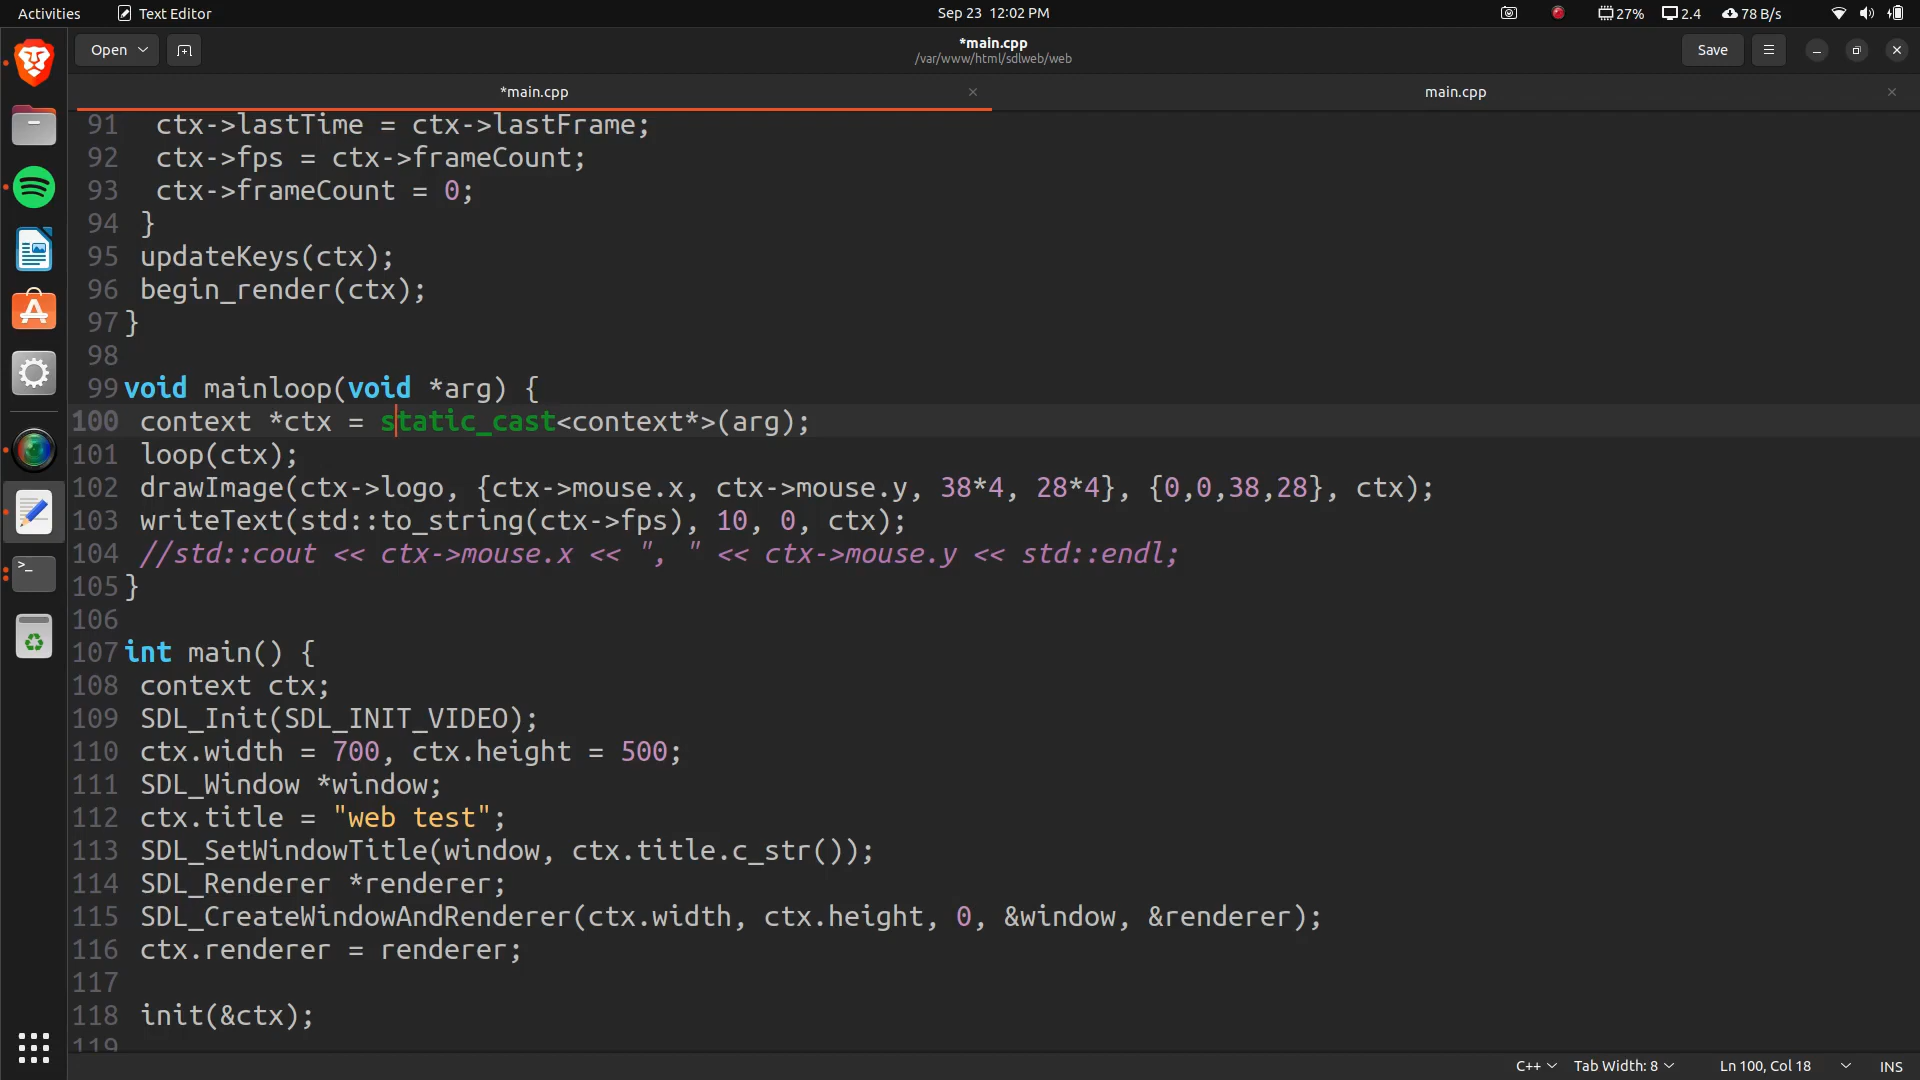 Activities
Text Editor
Sep 23 12:02 PM
27%
2.4
78 B/s
Open
*main.cpp
/var/www/html/sdlweb/web
Save
*main.cpp
main.cpp
91 ctx->lastTime = ctx->lastFrame;
92 ctx->fps = ctx->frameCount;
93 ctx->frameCount = 0;
94 }
95 updateKeys(ctx);
96 begin_render(ctx);
97 }
98
99 void mainloop(void *arg) {
100 context *ctx = static_cast<context*>(arg);
101 loop(ctx);
102 drawImage(ctx->logo, {ctx->mouse.x, ctx->mouse.y, 38*4, 28*4}, {0,0,38,28}, ctx);
103 writeText(std::to_string(ctx->fps), 10, 0, ctx);
104 //std::cout << ctx->mouse.x << ", " << ctx->mouse.y << std::endl;
105 }
106
107 int main() {
108 context ctx;
109 SDL_Init(SDL_INIT_VIDEO);
110 ctx.width = 700, ctx.height = 500;
111 SDL_Window *window;
112 ctx.title = "web test";
113 SDL_SetWindowTitle(window, ctx.title.c_str());
114 SDL_Renderer *renderer;
115 SDL_CreateWindowAndRenderer(ctx.width, ctx.height, 0, &window, &renderer);
116 ctx.renderer = renderer;
117
118 init(&ctx);
119
C++
Tab Width: 8
Ln 100, Col 18
INS